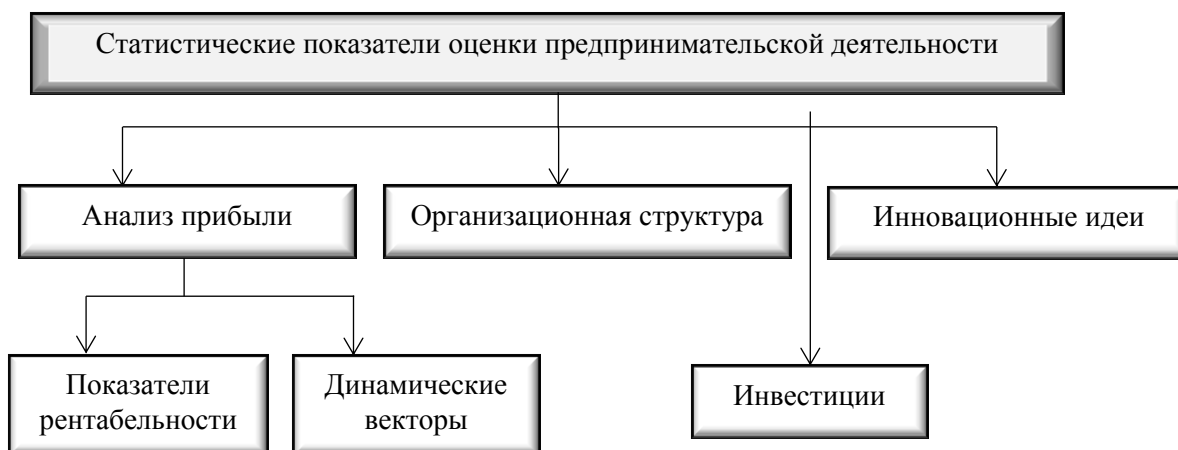 Статистические показатели оценки предпринимательской деятельности
Анализ прибыли
Организационная структура
Инновационные идеи
Показатели
рентабельности
Динамические
векторы
Инвестиции